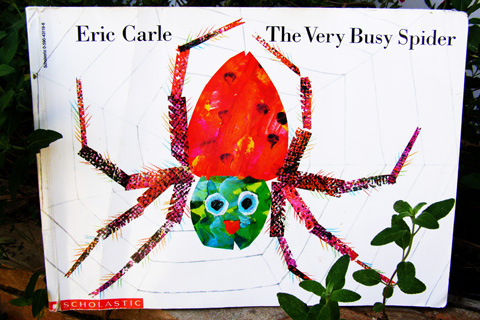 Eric Carle
The Very Busy Spider
SCHOLASTIC